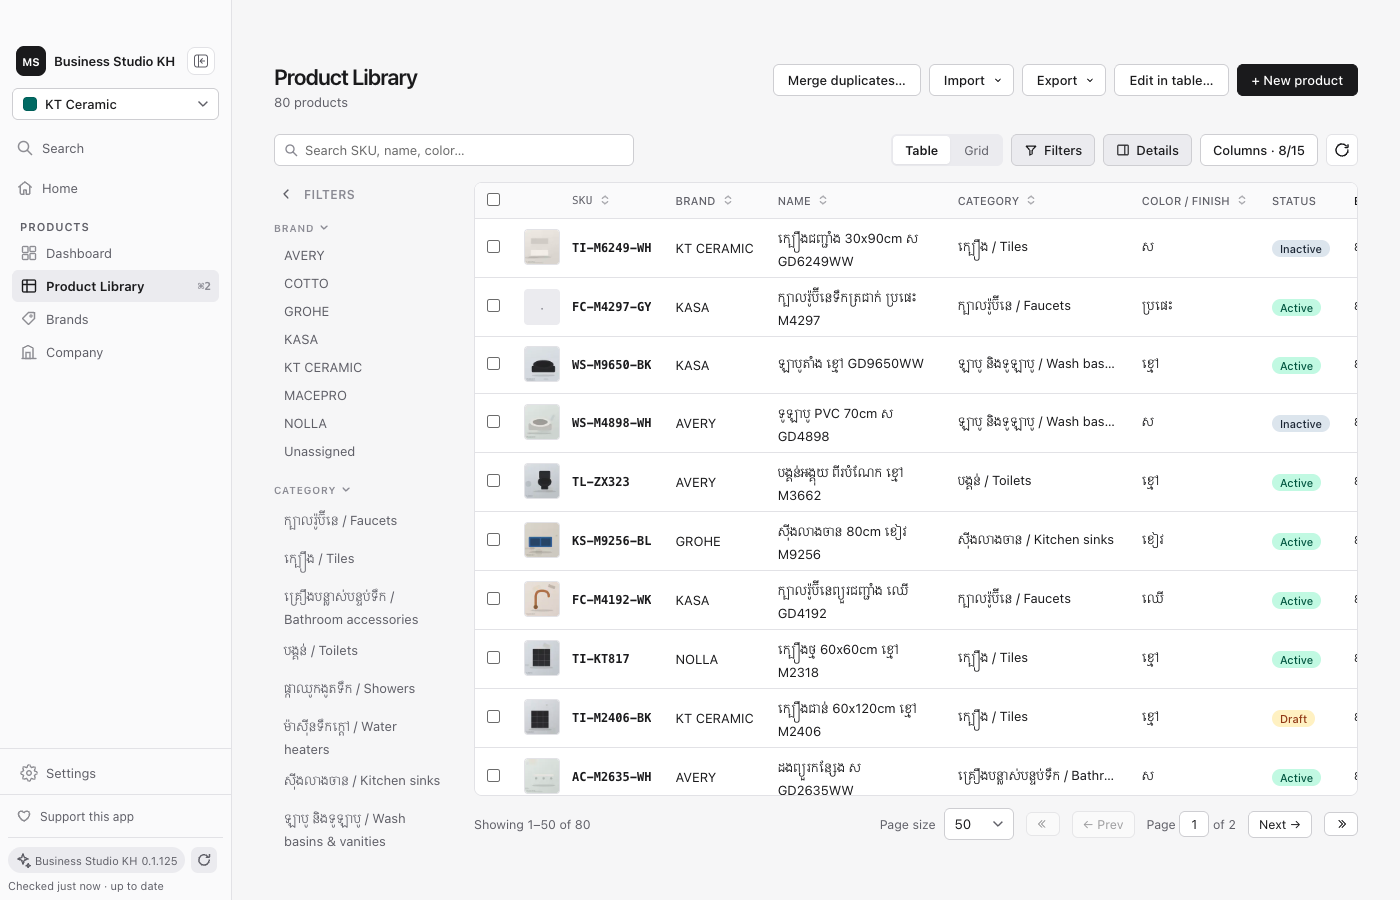 MS Business Studio KH
KT Ceramic
Search
Home
PRODUCTS
Dashboard
Product Library ⌘2
Brands
Company
Settings
Support this app
Business Studio KH 0.1.125
Checked just now · up to date
Product Library
80 products
Merge duplicates...
Import
Export
Edit in table...
+ New product
Search SKU, name, color...
Table
Grid
Filters
Details
Columns · 8/15
FILTERS
BRAND
AVERY
COTTO
GROHE
KASA
KT CERAMIC
MACEPRO
NOLLA
Unassigned
CATEGORY
ក្បាលរ៉ូប៊ីនេ / Faucets
ក្បឿង / Tiles
គ្រឿងបន្លាស់បន្ទប់ទឹក /
Bathroom accessories
បង្គន់ / Toilets
ផ្កាឈូកងូតទឹក / Showers
ម៉ាស៊ីនទឹកក្តៅ / Water
heaters
ស៊ីងលាងចាន / Kitchen sinks
ឡាបូ និងទូឡាបូ / Wash
basins & vanities
SKU BRAND NAME CATEGORY COLOR / FINISH STATUS
TI-M6249-WH KT CERAMIC ក្បឿងជញ្ជាំង 30x90cm ស ក្បឿង / Tiles ស Inactive
GD6249WW
FC-M4297-GY KASA ក្បាលរ៉ូប៊ីនេទឹកត្រជាក់ ប្រផេះ ក្បាលរ៉ូប៊ីនេ / Faucets ប្រផេះ Active
M4297
WS-M9650-BK KASA ឡាបូតាំង ខ្មៅ GD9650WW ឡាបូ និងទូឡាបូ / Wash bas... ខ្មៅ Active
WS-M4898-WH AVERY ទូឡាបូ PVC 70cm ស ឡាបូ និងទូឡាបូ / Wash bas... ស Inactive
GD4898
TL-ZX323 AVERY បង្គន់អង្គុយ ពីរបំណែក ខ្មៅ បង្គន់ / Toilets ខ្មៅ Active
M3662
KS-M9256-BL GROHE ស៊ីងលាងចាន 80cm ខៀវ ស៊ីងលាងចាន / Kitchen sinks ខៀវ Active
M9256
FC-M4192-WK KASA ក្បាលរ៉ូប៊ីនេព្យួរជញ្ជាំង ឈើ ក្បាលរ៉ូប៊ីនេ / Faucets ឈើ Active
GD4192
TI-KT817 NOLLA ក្បឿងថ្ម 60x60cm ខ្មៅ ក្បឿង / Tiles ខ្មៅ Active
M2318
TI-M2406-BK KT CERAMIC ក្បឿងជាន់ 60x120cm ខ្មៅ ក្បឿង / Tiles ខ្មៅ Draft
M2406
AC-M2635-WH AVERY ដងព្យួរកន្សែង ស គ្រឿងបន្លាស់បន្ទប់ទឹក / Bathr... ស Active
GD2635WW
Showing 1–50 of 80
Page size 50 « ← Prev Page 1 of 2 Next → »